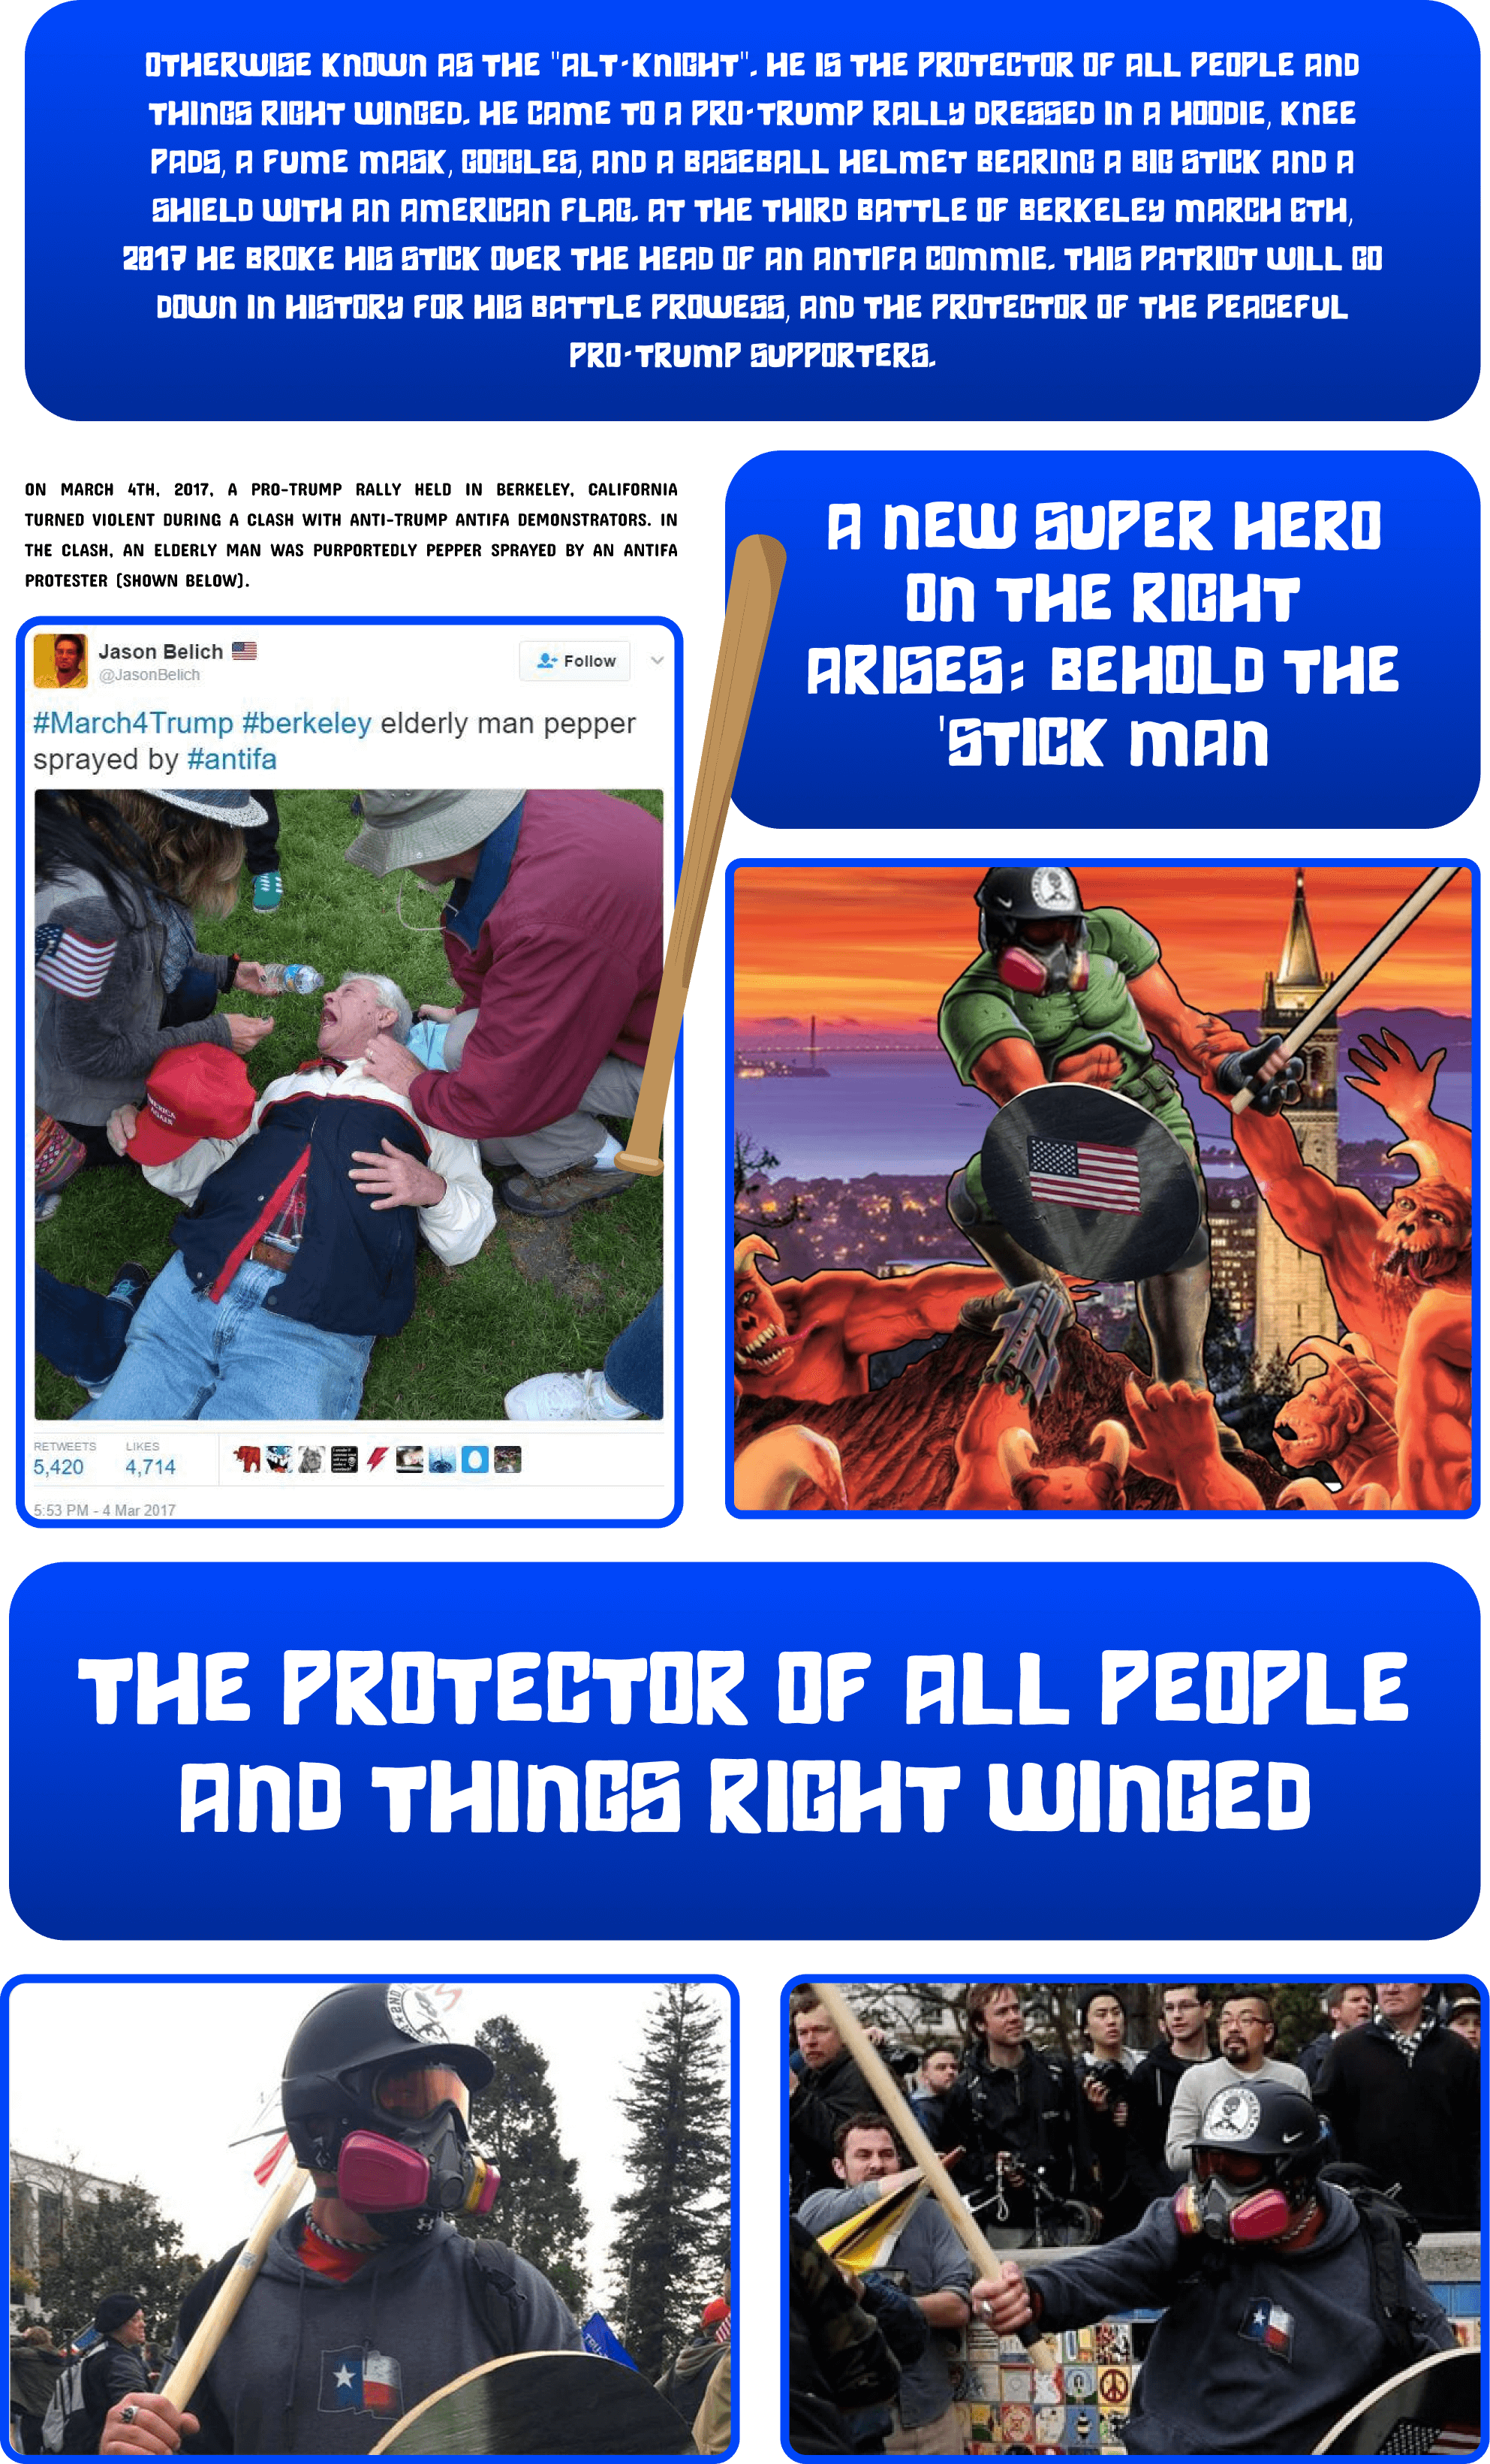 OTHERWISE KNOWN AS THE "ALT-KNIGHT". HE IS THE PROTECTOR OF ALL PEOPLE AND
THINGS RIGHT WINGED. HE CAME TO A PRO-TRUMP RALLY DRESSED IN A HOODIE, KNEE
PADS, A FUME MASK, GOGGLES, AND A BASEBALL HELMET BEARING A BIG STICK AND A
SHIELD WITH AN AMERICAN FLAG. AT THE THIRD BATTLE OF BERKELEY MARCH 6TH,
2017 HE BROKE HIS STICK OVER THE HEAD OF AN ANTIFA COMMIE. THIS PATRIOT WILL GO
DOWN IN HISTORY FOR HIS BATTLE PROWESS, AND THE PROTECTOR OF THE PEACEFUL
PRO-TRUMP SUPPORTERS.
ON MARCH 4TH, 2017, A PRO-TRUMP RALLY HELD IN BERKELEY, CALIFORNIA
TURNED VIOLENT DURING A CLASH WITH ANTI-TRUMP ANTIFA DEMONSTRATORS. IN
THE CLASH, AN ELDERLY MAN WAS PURPORTEDLY PEPPER SPRAYED BY AN ANTIFA
PROTESTER (SHOWN BELOW).
Jason Belich
@JasonBelich
Follow
#March4Trump #berkeley elderly man pepper
sprayed by #antifa
AMERICA
AGAIN
RETWEETS LIKES
5,420 4,714
5:53 PM - 4 Mar 2017
A NEW SUPER HERO
ON THE RIGHT
ARISES: BEHOLD THE
'STICK MAN
THE PROTECTOR OF ALL PEOPLE
AND THINGS RIGHT WINGED
2ND